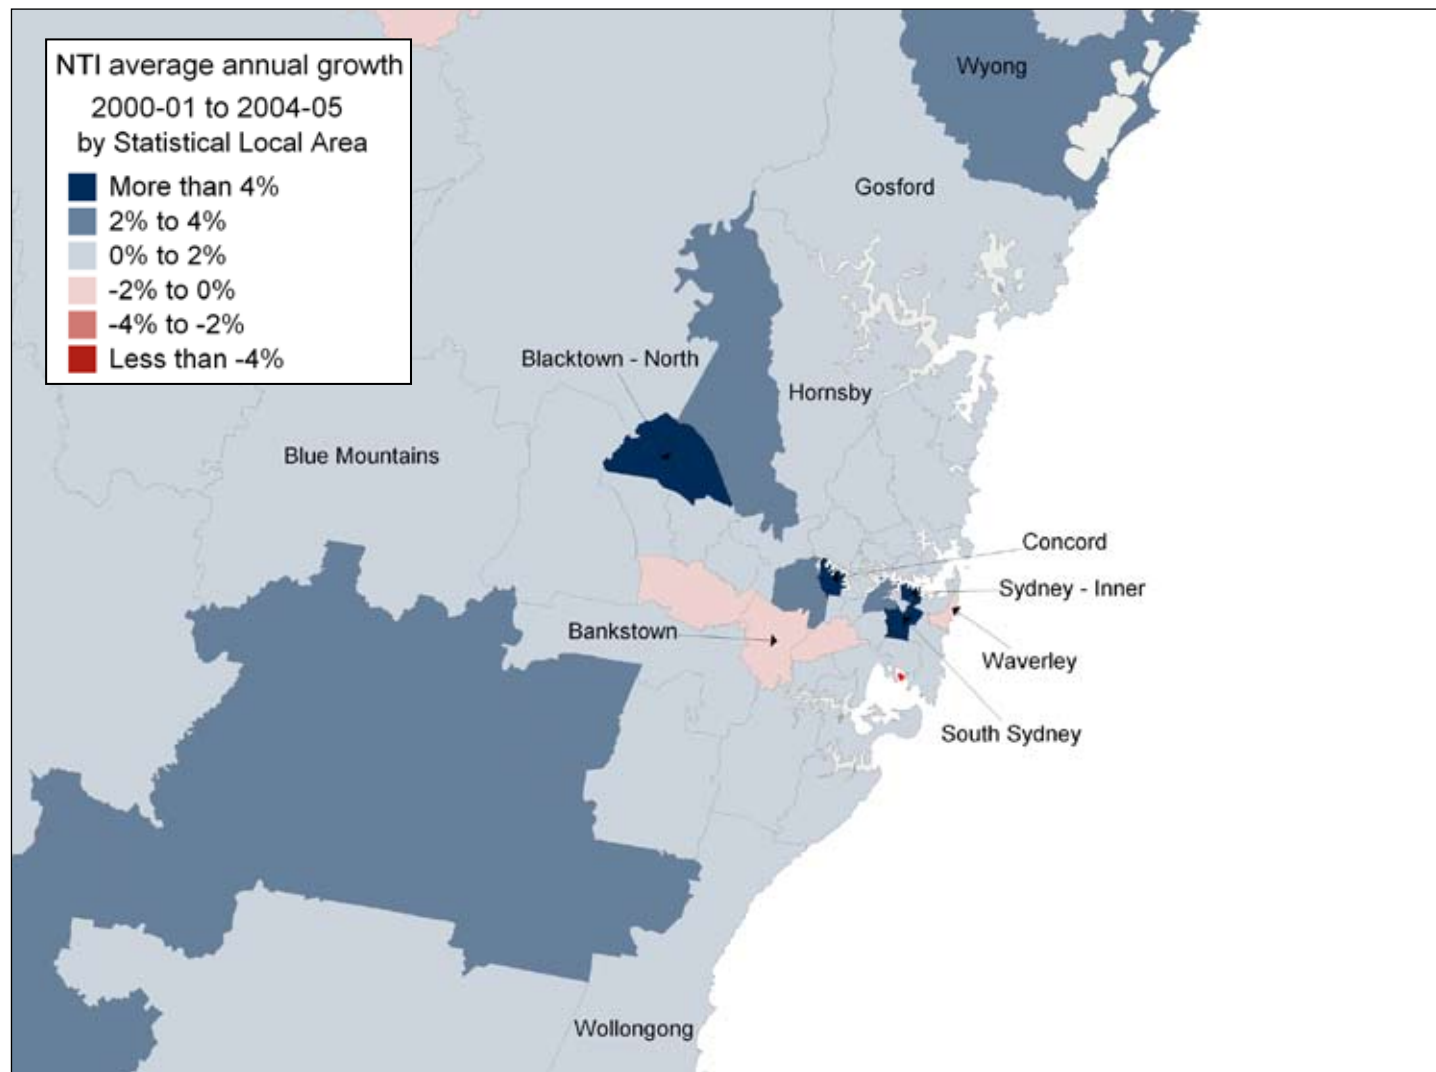 NTI average annual growth
2000-01 to 2004-05
by Statistical Local Area
More than 4%
2% to 4%
0% to 2%
-2% to 0%
-4% to -2%
Less than -4%
Wyong
Gosford
Blacktown - North
Hornsby
Blue Mountains
Concord
Sydney - Inner
Bankstown
Waverley
South Sydney
Wollongong